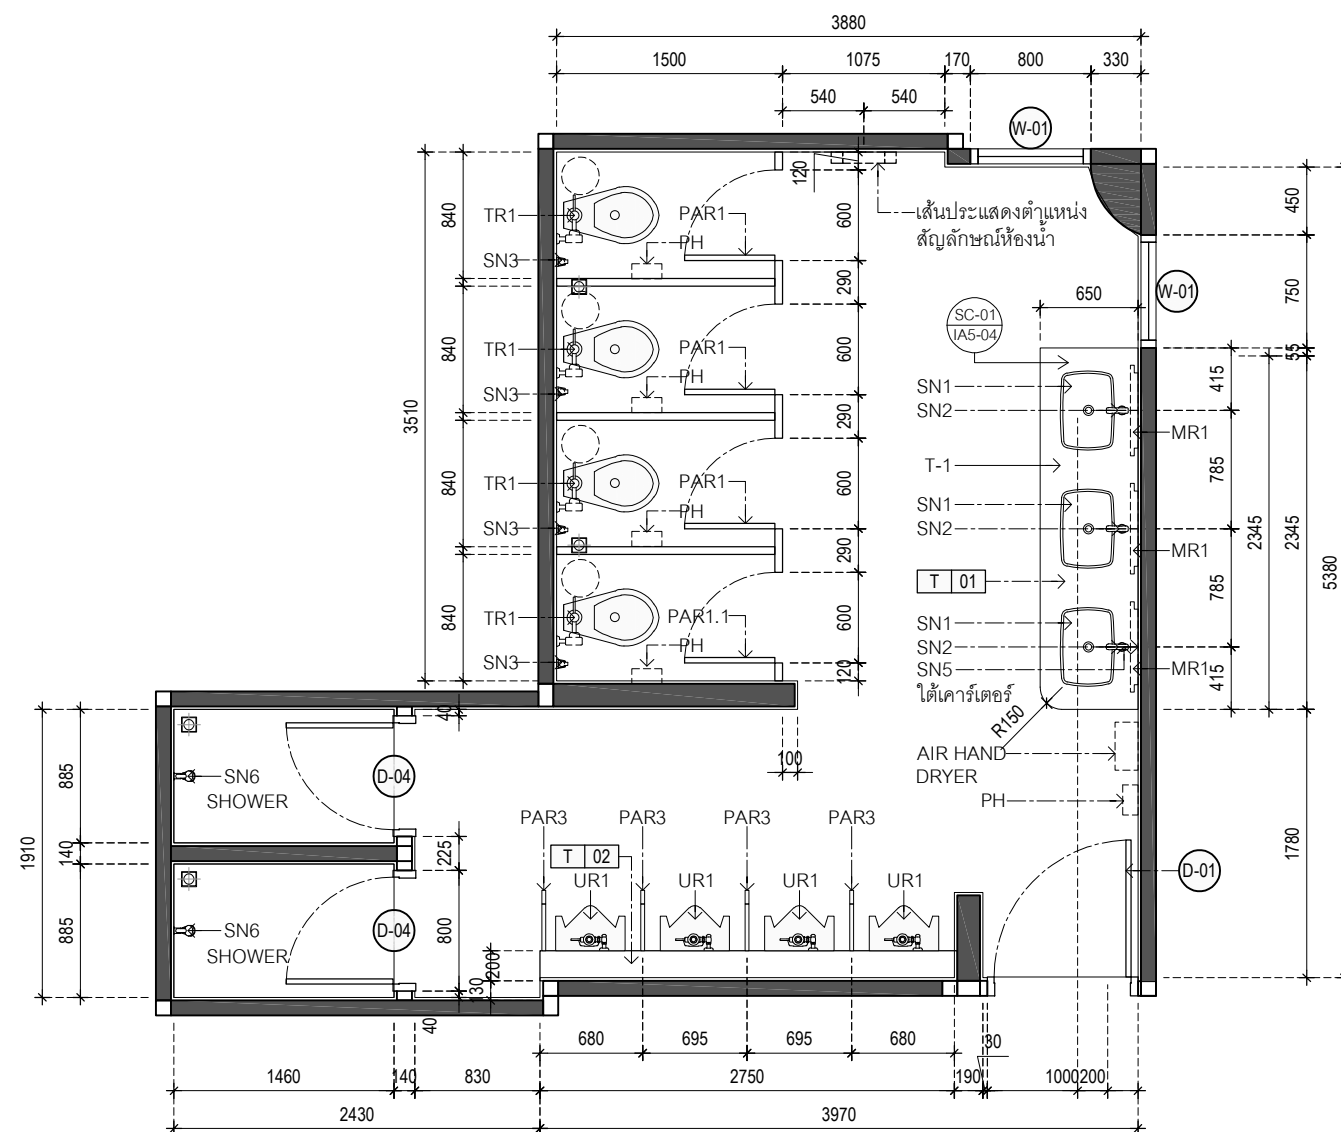 3880
1500
1075
170
800
330
540
540
W-01
120
TR1
PAR1
PH
SN3
840
600
เส้นประแสดงตำแหน่ง
สัญลักษณ์ห้องน้ำ
450
290
W-01
750
650
SC-01
IA5-04
55
TR1
PAR1
PH
SN3
840
600
3510
290
415
SN1
SN2
MR1
T-1
785
TR1
PAR1
PH
SN3
840
600
290
SN1
SN2
MR1
2345
2345
5380
T 01
785
TR1
PAR1.1
PH
SN3
840
600
120
SN1
SN2
SN5
ใต้เคาร์เตอร์
MR1
415
R150
40
100
AIR HAND
DRYER
PH
SN6
SHOWER
D-04
885
1910
140
225
1780
PAR3
PAR3
PAR3
PAR3
T 02
UR1
UR1
UR1
UR1
D-01
SN6
SHOWER
D-04
885
800
200
130
40
680
695
695
680
30
1460
140
830
2750
190
1000
200
2430
3970